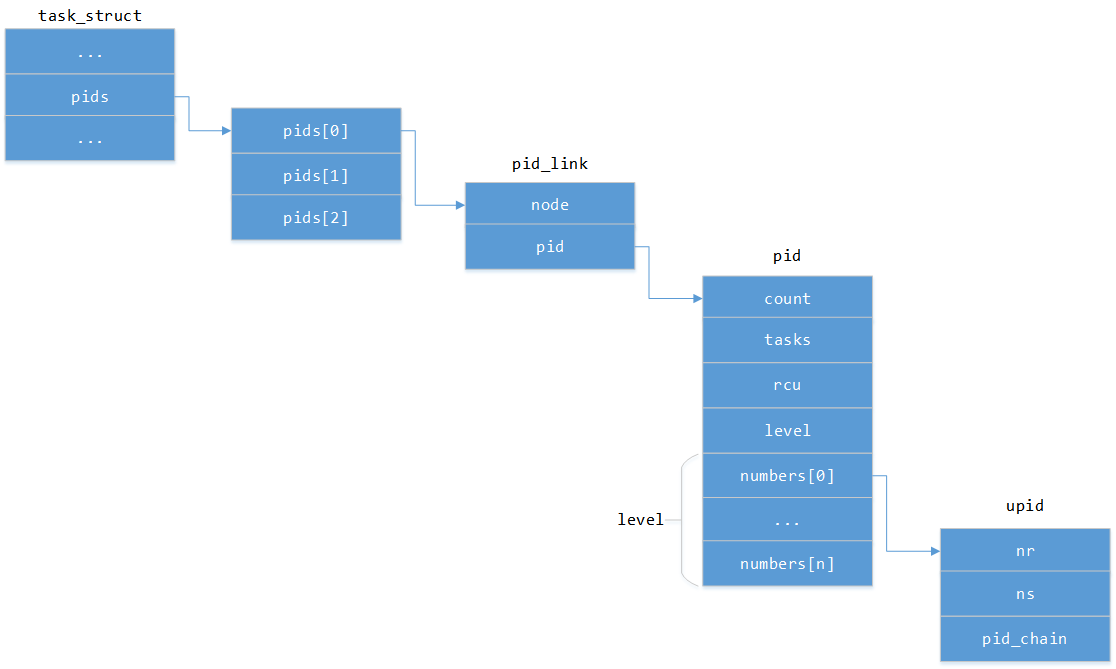 task_struct
...
pids
...
pids[0]
pids[1]
pids[2]
pid_link
node
pid
pid
count
tasks
rcu
level
numbers[0]
...
numbers[n]
level
upid
nr
ns
pid_chain